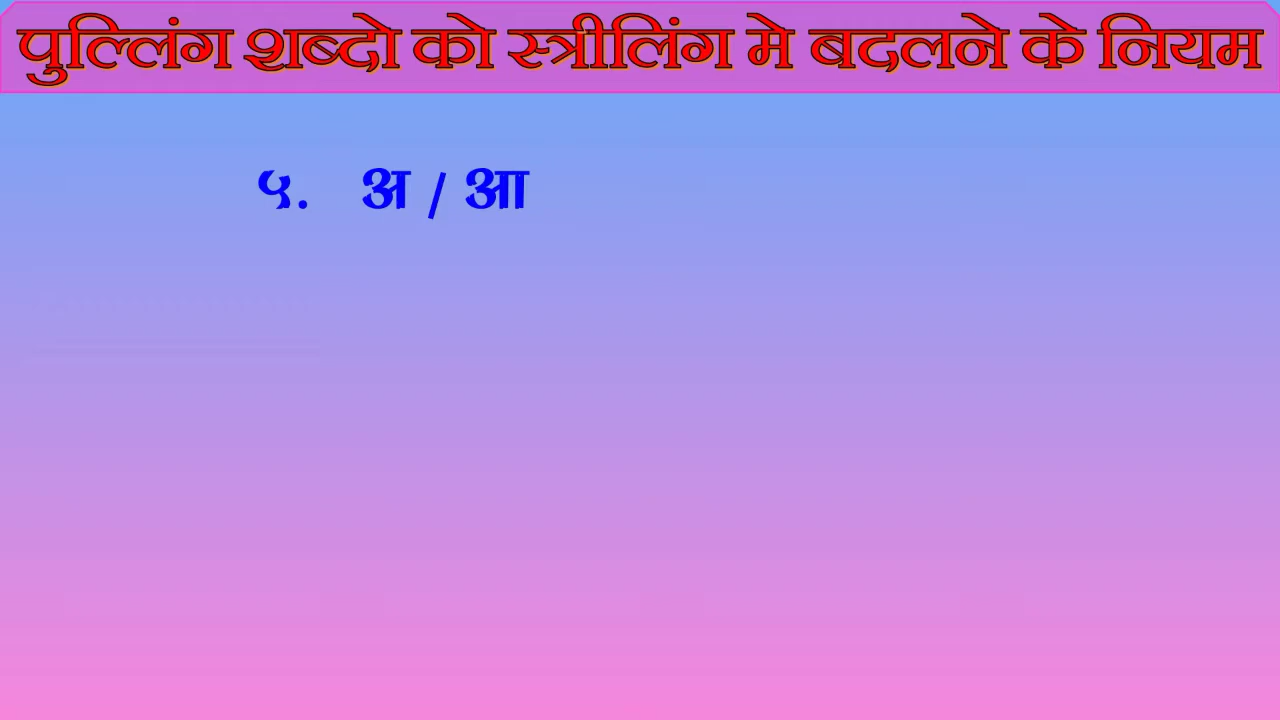 पुल्लिंग शब्दो को स्त्रीलिंग मे बदलने के नियम
५. अ / आ